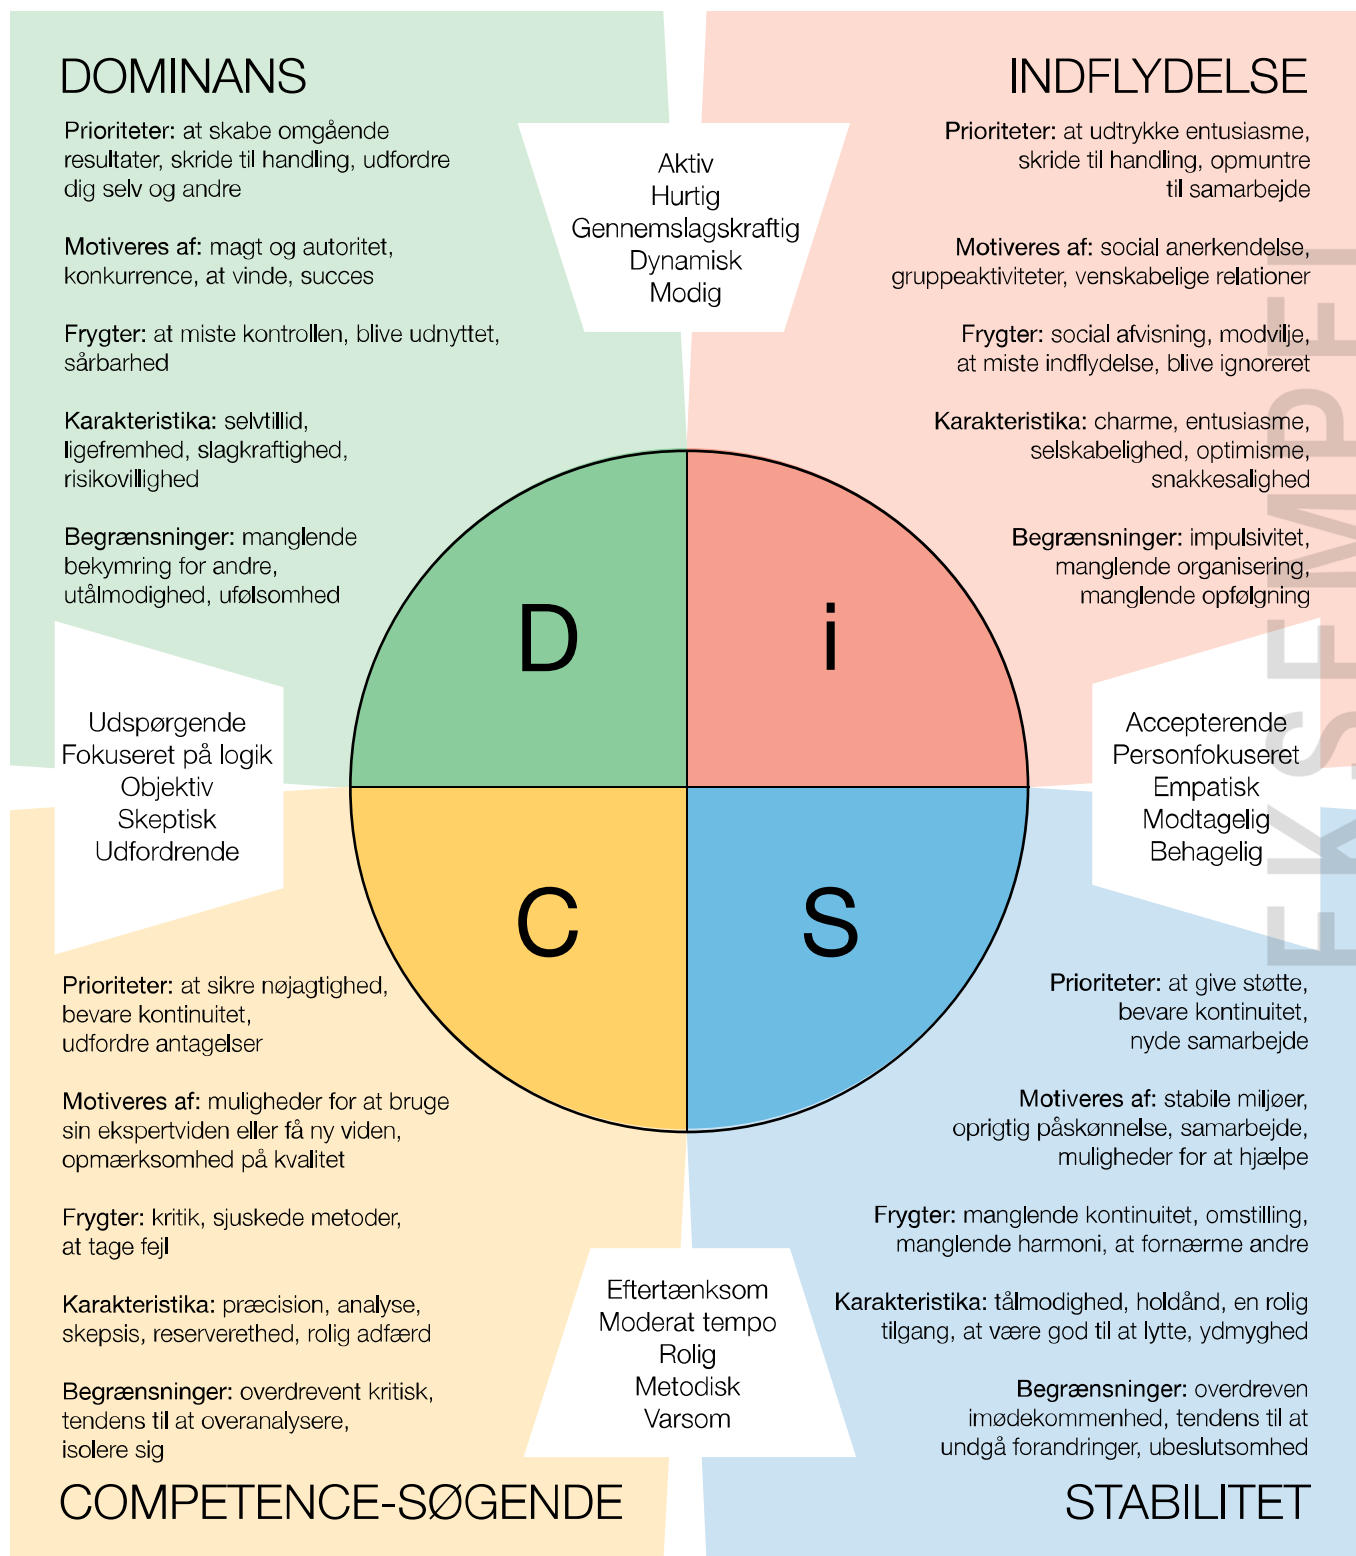 DOMINANS
Prioriteter: at skabe omgående
resultater, skride til handling, udfordre
dig selv og andre
Motiveres af: magt og autoritet,
konkurrence, at vinde, succes
Frygter: at miste kontrollen, blive udnyttet,
sårbarhed
Karakteristika: selvtillid,
ligefremhed, slagkraftighed,
risikovillighed
Begrænsninger: manglende
bekymring for andre,
utålmodighed, ufølsomhed
Aktiv
Hurtig
Gennemslagskraftig
Dynamisk
Modig
INDFLYDELSE
Prioriteter: at udtrykke entusiasme,
skride til handling, opmuntre
til samarbejde
Motiveres af: social anerkendelse,
gruppeaktiviteter, venskabelige relationer
Frygter: social afvisning, modvilje,
at miste indflydelse, blive ignoreret
Karakteristika: charme, entusiasme,
selskabelighed, optimisme,
snakkesalighed
Begrænsninger: impulsivitet,
manglende organisering,
manglende opfølgning
D
i
Udspørgende
Fokuseret på logik
Objektiv
Skeptisk
Udfordrende
Accepterende
Personfokuseret
Empatisk
Modtagelig
Behagelig
C
S
Prioriteter: at sikre nøjagtighed,
bevare kontinuitet,
udfordre antagelser
Motiveres af: muligheder for at bruge
sin ekspertviden eller få ny viden,
opmærksomhed på kvalitet
Frygter: kritik, sjuskede metoder,
at tage fejl
Karakteristika: præcision, analyse,
skepsis, reserverethed, rolig adfærd
Begrænsninger: overdrevent kritisk,
tendens til at overanalysere,
isolere sig
COMPETENCE-SØGENDE
Eftertænksom
Moderat tempo
Rolig
Metodisk
Varsom
Prioriteter: at give støtte,
bevare kontinuitet,
nyde samarbejde
Motiveres af: stabile miljøer,
oprigtig påskønnelse, samarbejde,
muligheder for at hjælpe
Frygter: manglende kontinuitet, omstilling,
manglende harmoni, at fornærme andre
Karakteristika: tålmodighed, holdånd, en rolig
tilgang, at være god til at lytte, ydmyghed
Begrænsninger: overdreven
imødekommenhed, tendens til at
undgå forandringer, ubeslutsomhed
STABILITET
EKSEMPEL